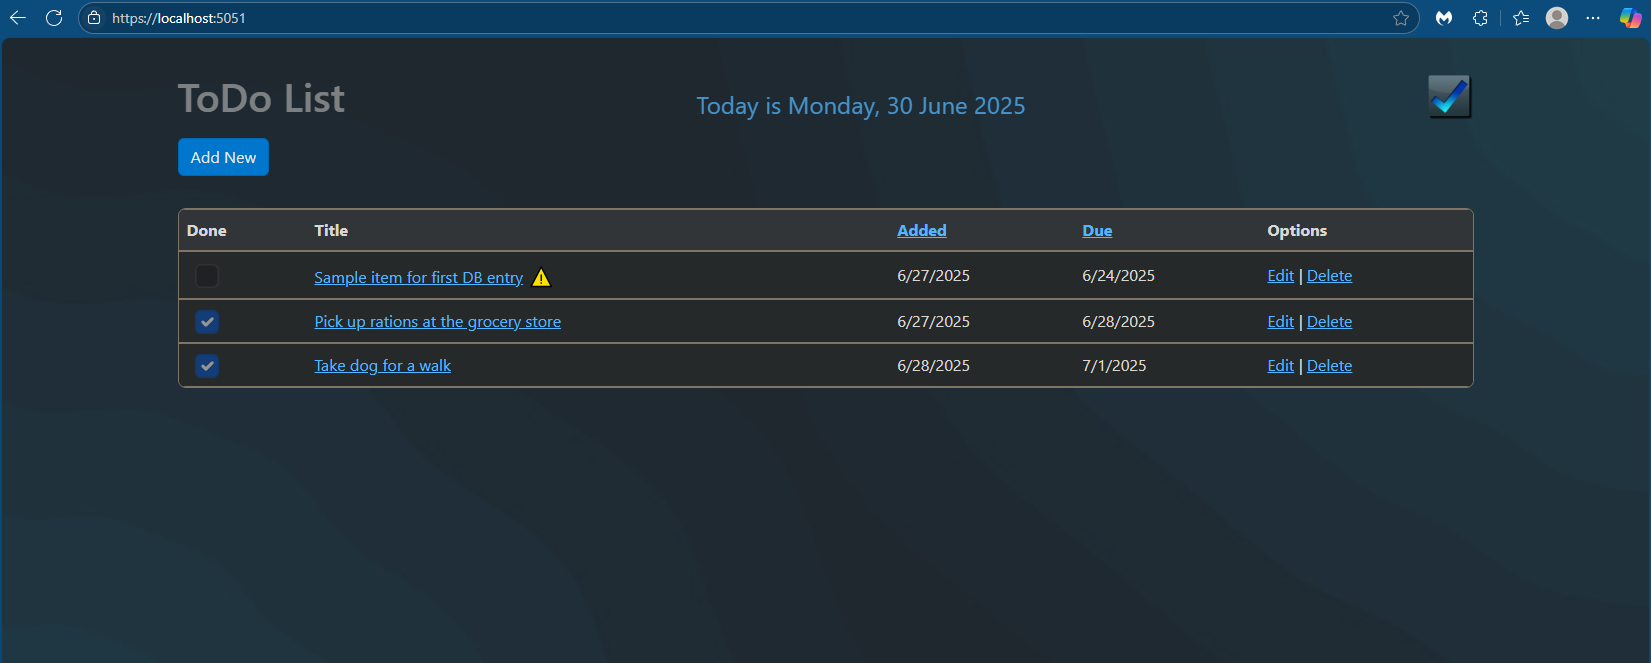 https://localhost:5051
ToDo List
Today is Monday, 30 June 2025
Add New
Done Title Added Due Options
Sample item for first DB entry 6/27/2025 6/24/2025 Edit | Delete
Pick up rations at the grocery store 6/27/2025 6/28/2025 Edit | Delete
Take dog for a walk 6/28/2025 7/1/2025 Edit | Delete